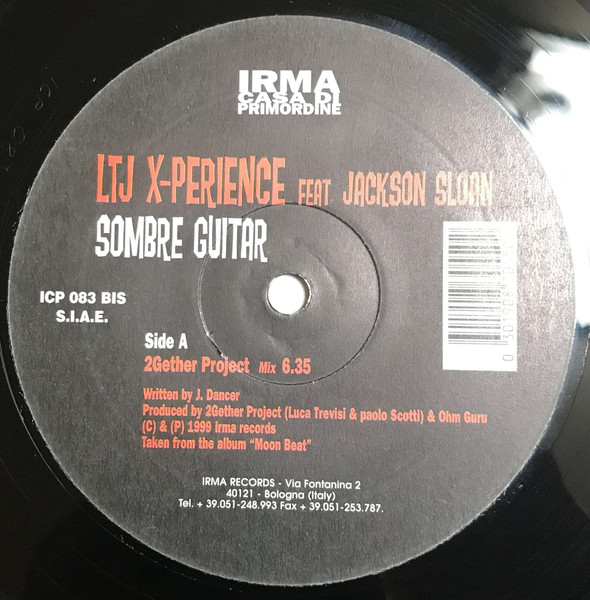 IRMA
CASA DI
PRIMORDINE
LTJ X-PERIENCE FEAT JACKSON SLOAN
SOMBRE GUITAR
ICP 083 BIS
S.I.A.E.
Side A
2Gether Project Mix 6.35
Written by J. Dancer
Produced by 2Gether Project (Luca Trevisi & paolo Scotti) & Ohm Guru
(C) & (P) 1999 Irma records
Taken from the album "Moon Beat"
IRMA RECORDS - Via Fontanina 2
40121 - Bologna (Italy)
Tel. + 39.051-248.993 Fax + 39.051-253.787.